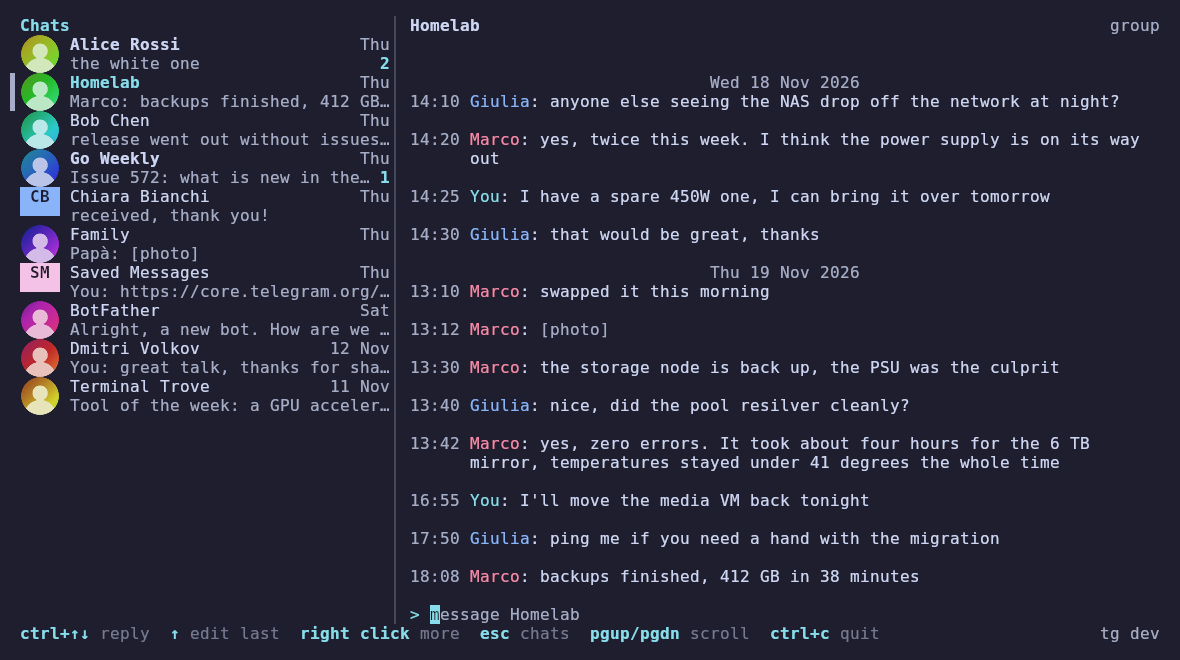 Chats
Alice Rossi Thu
the white one 2
Homelab Thu
Marco: backups finished, 412 GB…
Bob Chen Thu
release went out without issues…
Go Weekly Thu
Issue 572: what is new in the… 1
CB Chiara Bianchi Thu
received, thank you!
Family Thu
Papà: [photo]
SM Saved Messages Thu
You: https://core.telegram.org/…
BotFather Sat
Alright, a new bot. How are we …
Dmitri Volkov 12 Nov
You: great talk, thanks for sha…
Terminal Trove 11 Nov
Tool of the week: a GPU acceler…
Homelab group
Wed 18 Nov 2026
14:10 Giulia: anyone else seeing the NAS drop off the network at night?
14:20 Marco: yes, twice this week. I think the power supply is on its way
out
14:25 You: I have a spare 450W one, I can bring it over tomorrow
14:30 Giulia: that would be great, thanks
Thu 19 Nov 2026
13:10 Marco: swapped it this morning
13:12 Marco: [photo]
13:30 Marco: the storage node is back up, the PSU was the culprit
13:40 Giulia: nice, did the pool resilver cleanly?
13:42 Marco: yes, zero errors. It took about four hours for the 6 TB
mirror, temperatures stayed under 41 degrees the whole time
16:55 You: I'll move the media VM back tonight
17:50 Giulia: ping me if you need a hand with the migration
18:08 Marco: backups finished, 412 GB in 38 minutes
> message Homelab
ctrl+↑↓ reply ↑ edit last right click more esc chats pgup/pgdn scroll ctrl+c quit tg dev